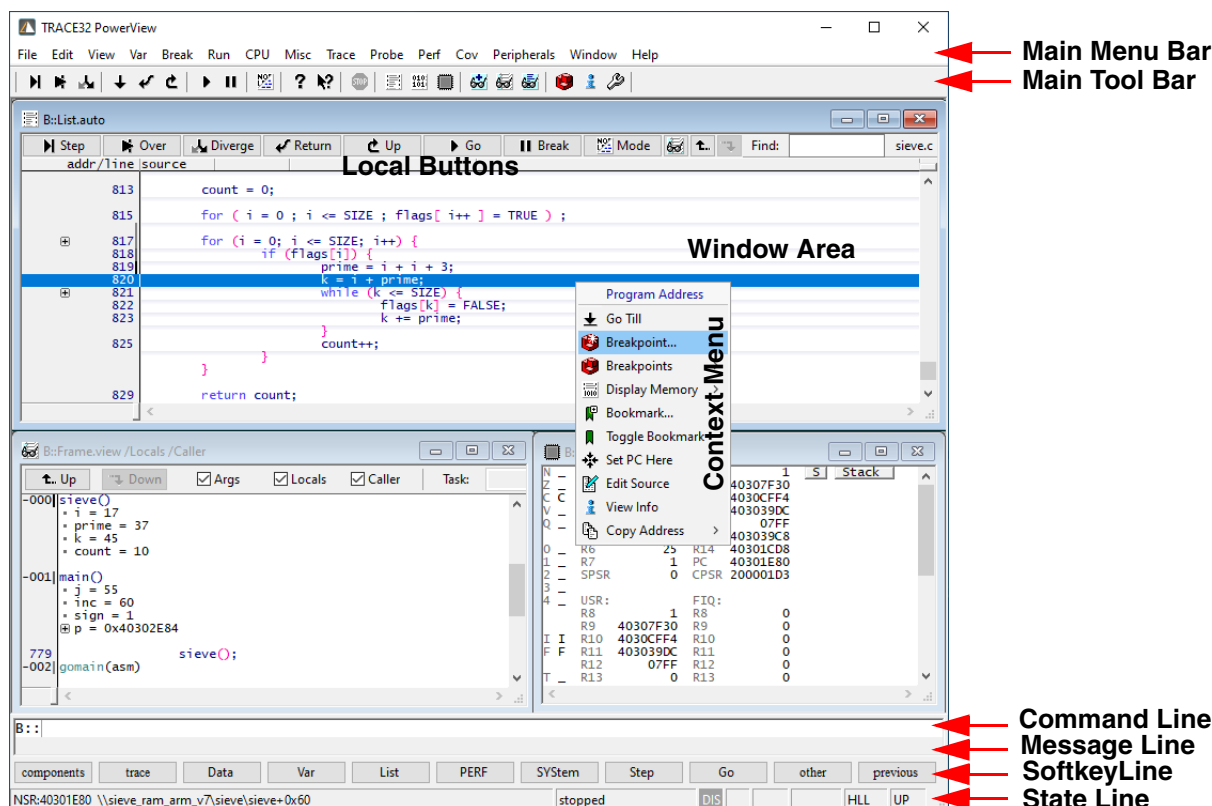 TRACE32 PowerView
File Edit View Var Break Run CPU Misc Trace Probe Perf Cov Peripherals Window Help
Main Menu Bar
Main Tool Bar
B::List.auto
Step Over Diverge Return Up Go Break Mode Find: sieve.c
addr/line source
Local Buttons
813 count = 0;
815 for ( i = 0 ; i <= SIZE ; flags[ i++ ] = TRUE ) ;
817 for (i = 0; i <= SIZE; i++) {
818 if (flags[i]) {
819 prime = i + i + 3;
820 k = i + prime;
821 while (k <= SIZE) {
822 flags[k] = FALSE;
823 k += prime;
}
825 count++;
}
}
829 return count;
Window Area
Program Address
Go Till
Breakpoint...
Breakpoints
Display Memory
Bookmark...
Toggle Bookmark
Set PC Here
Edit Source
View Info
Copy Address
Context Menu
B::Frame.view /Locals /Caller
Up Down Args Locals Caller Task:
-000 sieve()
i = 17
prime = 37
k = 45
count = 10
-001 main()
j = 55
inc = 60
sign = 1
p = 0x40302E84
779 sieve();
-002 gomain(asm)
B:
N _ 1 S Stack
Z _ 40307F30
C C 4030CFF4
V _ 403039DC
Q _ 07FF
403039C8
0 _ R6 25 R14 40301CD8
1 _ R7 1 PC 40301E80
2 _ SPSR 0 CPSR 200001D3
3 _
4 _ USR: FIQ:
R8 1 R8 0
R9 40307F30 R9 0
I I R10 4030CFF4 R10 0
F F R11 403039DC R11 0
R12 07FF R12 0
T _ R13 0 R13 0
B::
Command Line
Message Line
components trace Data Var List PERF SYStem Step Go other previous
SoftkeyLine
NSR:40301E80 \\sieve_ram_arm_v7\sieve\sieve+0x60 stopped DIS HLL UP
State Line